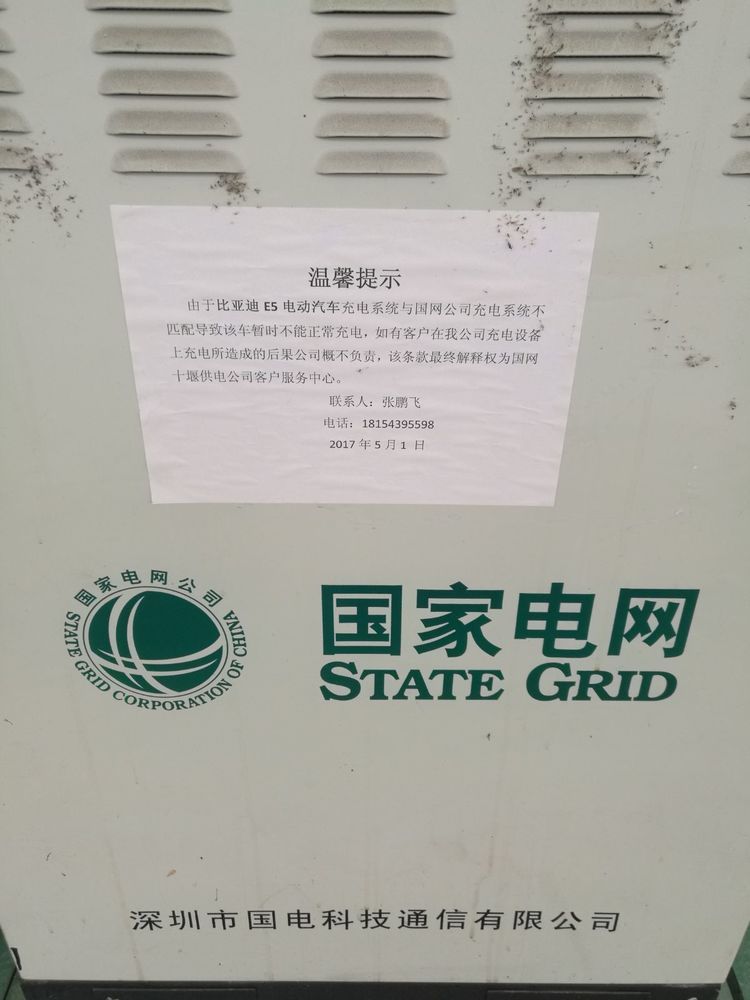 温馨提示
由于比亚迪 E5 电动汽车充电系统与国网公司充电系统不
匹配导致该车暂时不能正常充电，如有客户在我公司充电设备
上充电所造成的后果公司概不负责，该条款最终解释权为国网
十堰供电公司客户服务中心。
联系人：张鹏飞
电话：18154395598
2017 年 5 月 1 日
国家电网公司
STATE GRID CORPORATION OF CHINA
国家电网
STATE GRID
深圳市国电科技通信有限公司